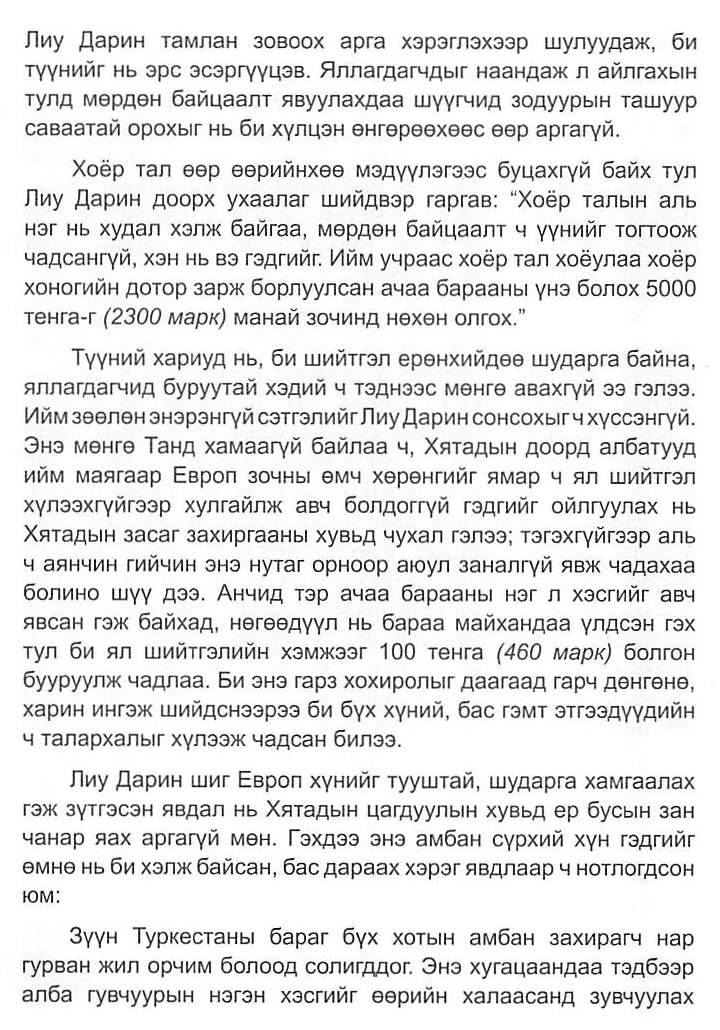 Лиу Дарин тамлан зовоох арга хэрэглэхээр шулуудаж, би
түүнийг нь эрс эсэргүүцэв. Яллагдагчдыг наандаж л айлгахын
тулд мөрдөн байцаалт явуулахдаа шүүгчид зодуурын ташуур
саваатай орохыг нь би хүлцэн өнгөрөөхөөс өөр аргагүй.
Хоёр тал өөр өөрийнхөө мэдүүлэгээс буцахгүй байх тул
Лиу Дарин доорх ухаалаг шийдвэр гаргав: “Хоёр талын аль
нэг нь худал хэлж байгаа, мөрдөн байцаалт ч үүнийг тогтоож
чадсангүй, хэн нь вэ гэдгийг. Ийм учраас хоёр тал хоёулаа хоёр
хоногийн дотор зарж борлуулсан ачаа барааны үнэ болох 5000
тенга-г (2300 марк) манай зочинд нөхөн олгох.”
Түүний хариуд нь, би шийтгэл ерөнхийдөө шударга байна,
яллагдагчид буруутай хэдий ч тэднээс мөнгө авахгүй ээ гэлээ.
Ийм зөөлөн энэрэнгүй сэтгэлийг Лиу Дарин сонсохыг ч хүссэнгүй.
Энэ мөнгө Танд хамаагүй байлаа ч, Хятадын доорд албатууд
ийм маягаар Европ зочны өмч хөрөнгийг ямар ч ял шийтгэл
хүлээхгүйгээр хулгайлж авч болдоггүй гэдгийг ойлгуулах нь
Хятадын засаг захиргааны хувьд чухал гэлээ; тэгэхгүйгээр аль
ч аянчин гийчин энэ нутаг орноор аюул заналгүй явж чадахаа
болино шүү дээ. Анчид тэр ачаа барааны нэг л хэсгийг авч
явсан гэж байхад, нөгөөдүүл нь бараа майхандаа үлдсэн гэх
тул би ял шийтгэлийн хэмжээг 100 тенга (460 марк) болгон
бууруулж чадлаа. Би энэ гарз хохиролыг даагаад гарч дөнгөнө,
харин ингэж шийдснээрээ би бүх хүний, бас гэмт этгээдүүдийн
ч талархалыг хүлээж чадсан билээ.
Лиу Дарин шиг Европ хүнийг тууштай, шударга хамгаалах
гэж зүтгэсэн явдал нь Хятадын цагдуулын хувьд ер бусын зан
чанар яах аргагүй мөн. Гэхдээ энэ амбан сүрхий хүн гэдгийг
өмнө нь би хэлж байсан, бас дараах хэрэг явдлаар ч нотлогдсон
юм:
Зүүн Туркестаны бараг бүх хотын амбан захирагч нар
гурван жил орчим болоод солигддог. Энэ хугацаандаа тэдбээр
алба гувчуурын нэгэн хэсгийг өөрийн халаасанд зувчуулах